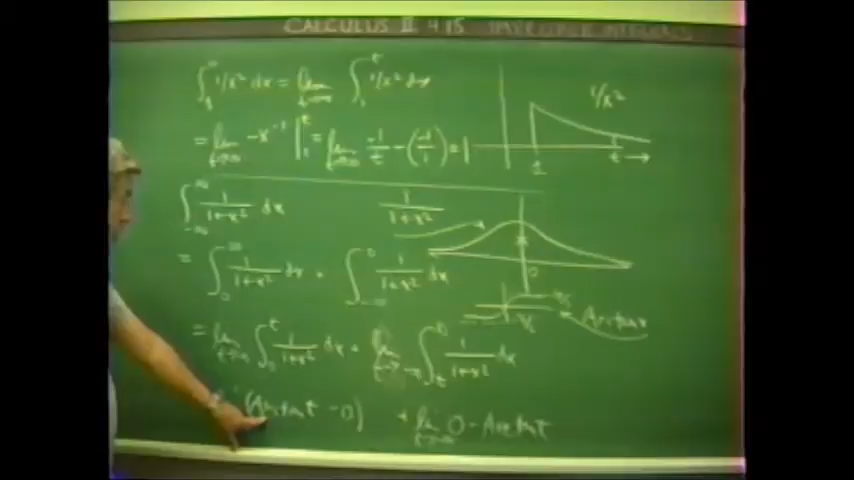 CALCULUS II 4.15 IMPROPER INTEGRALS
∫₁^∞ 1/x² dx = lim t→∞ ∫₁^t 1/x² dx
1/x²
= lim t→∞ -x⁻¹ |₁^t = lim t→∞ -1/t - (-1/1) = 1
1 t →
∫_{-∞}^{∞} 1/(1+x²) dx 1/(1+x²)
= ∫₀^∞ 1/(1+x²) dx + ∫_{-∞}^0 1/(1+x²) dx
0
Arctan x
= lim t→∞ ∫₀^t 1/(1+x²) dx + lim t→-∞ ∫_t^0 1/(1+x²) dx
(Arctan t - 0) + lim t→-∞ 0 - Arctan t